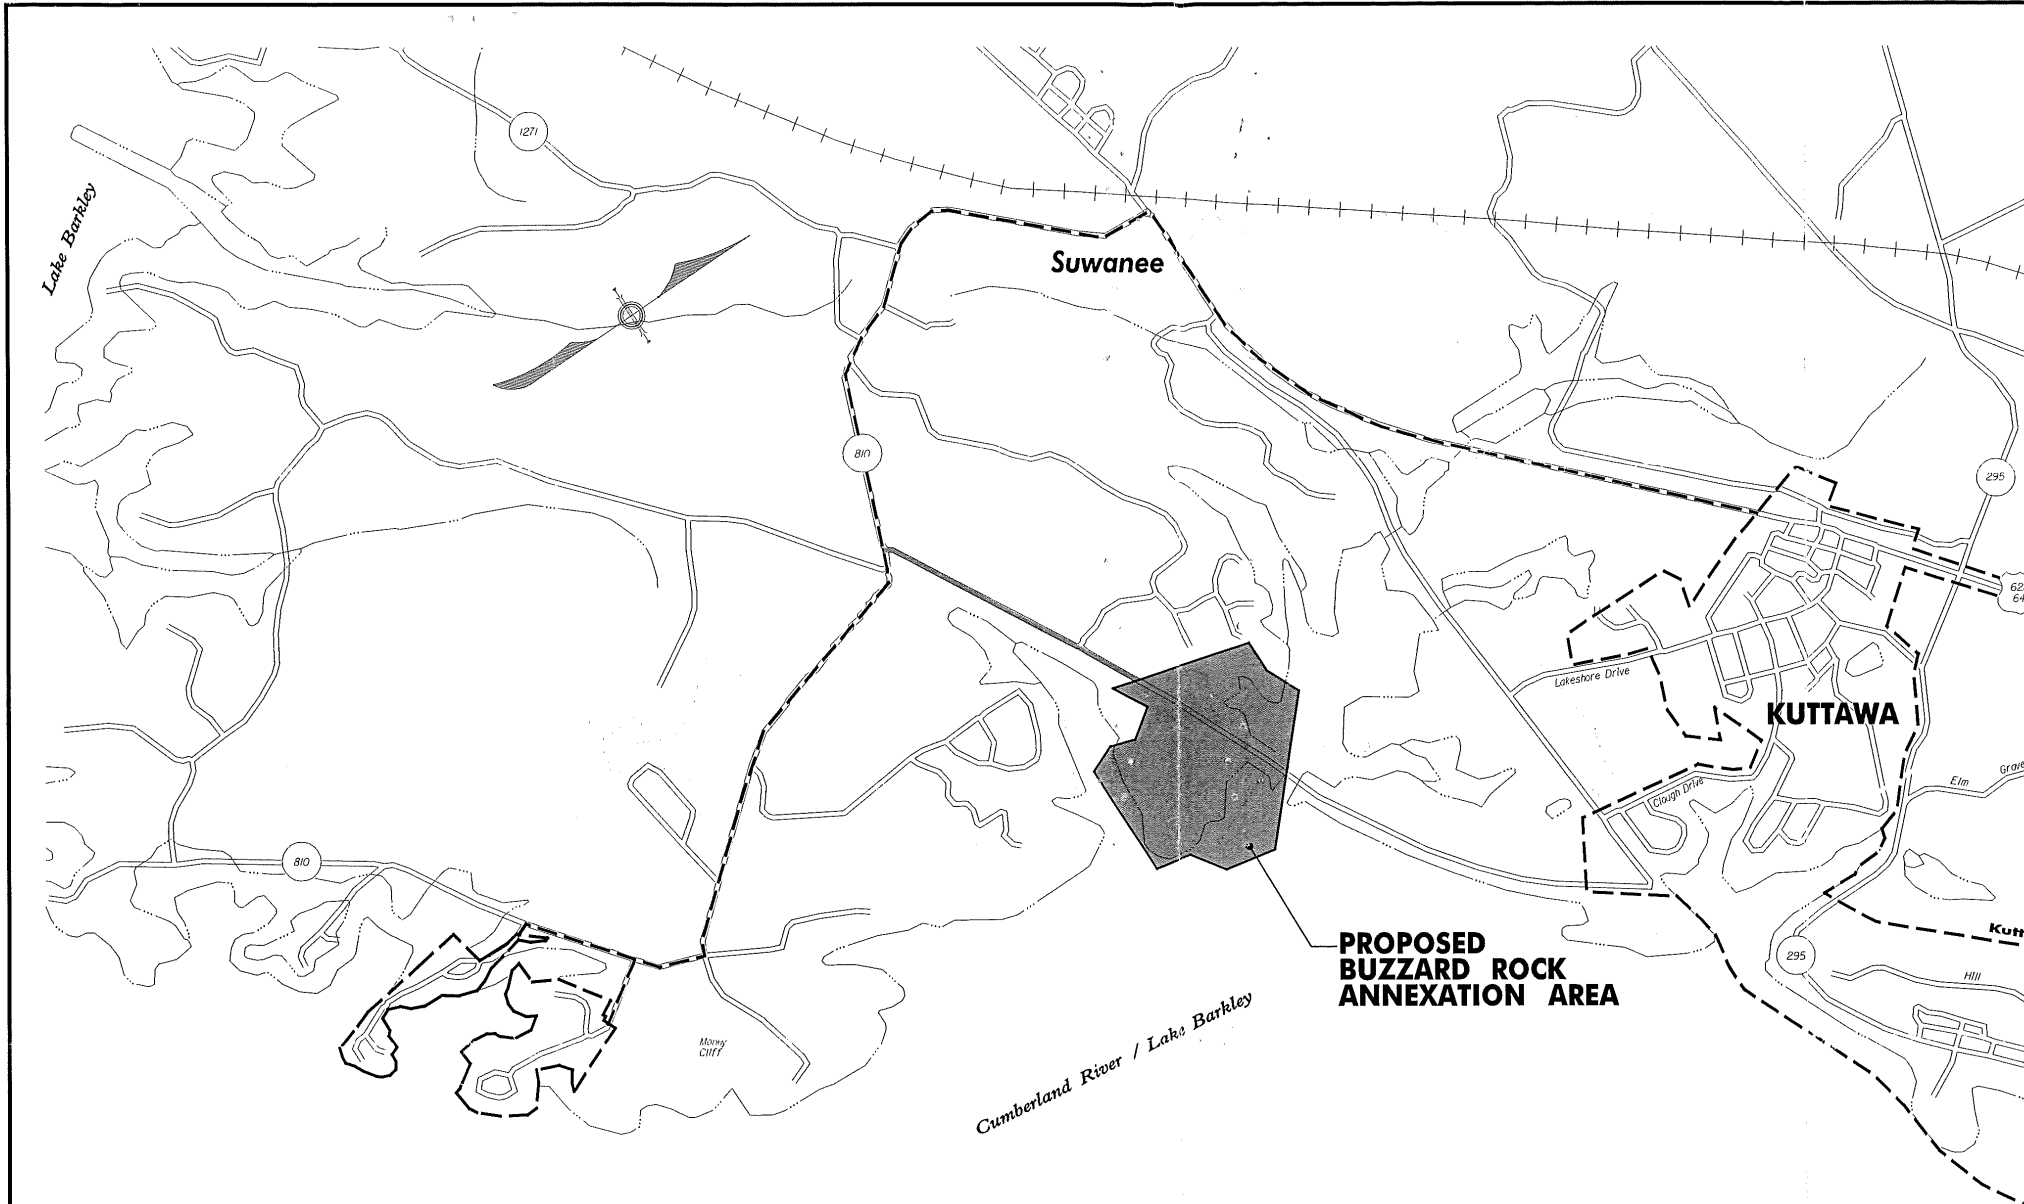 1271
Lake Barkley
Suwanee
810
295
Lakeshore Drive
KUTTAWA
Clough Drive
Elm
810
PROPOSED
BUZZARD ROCK
ANNEXATION AREA
295
Hill
Cumberland River / Lake Barkley
Cliff